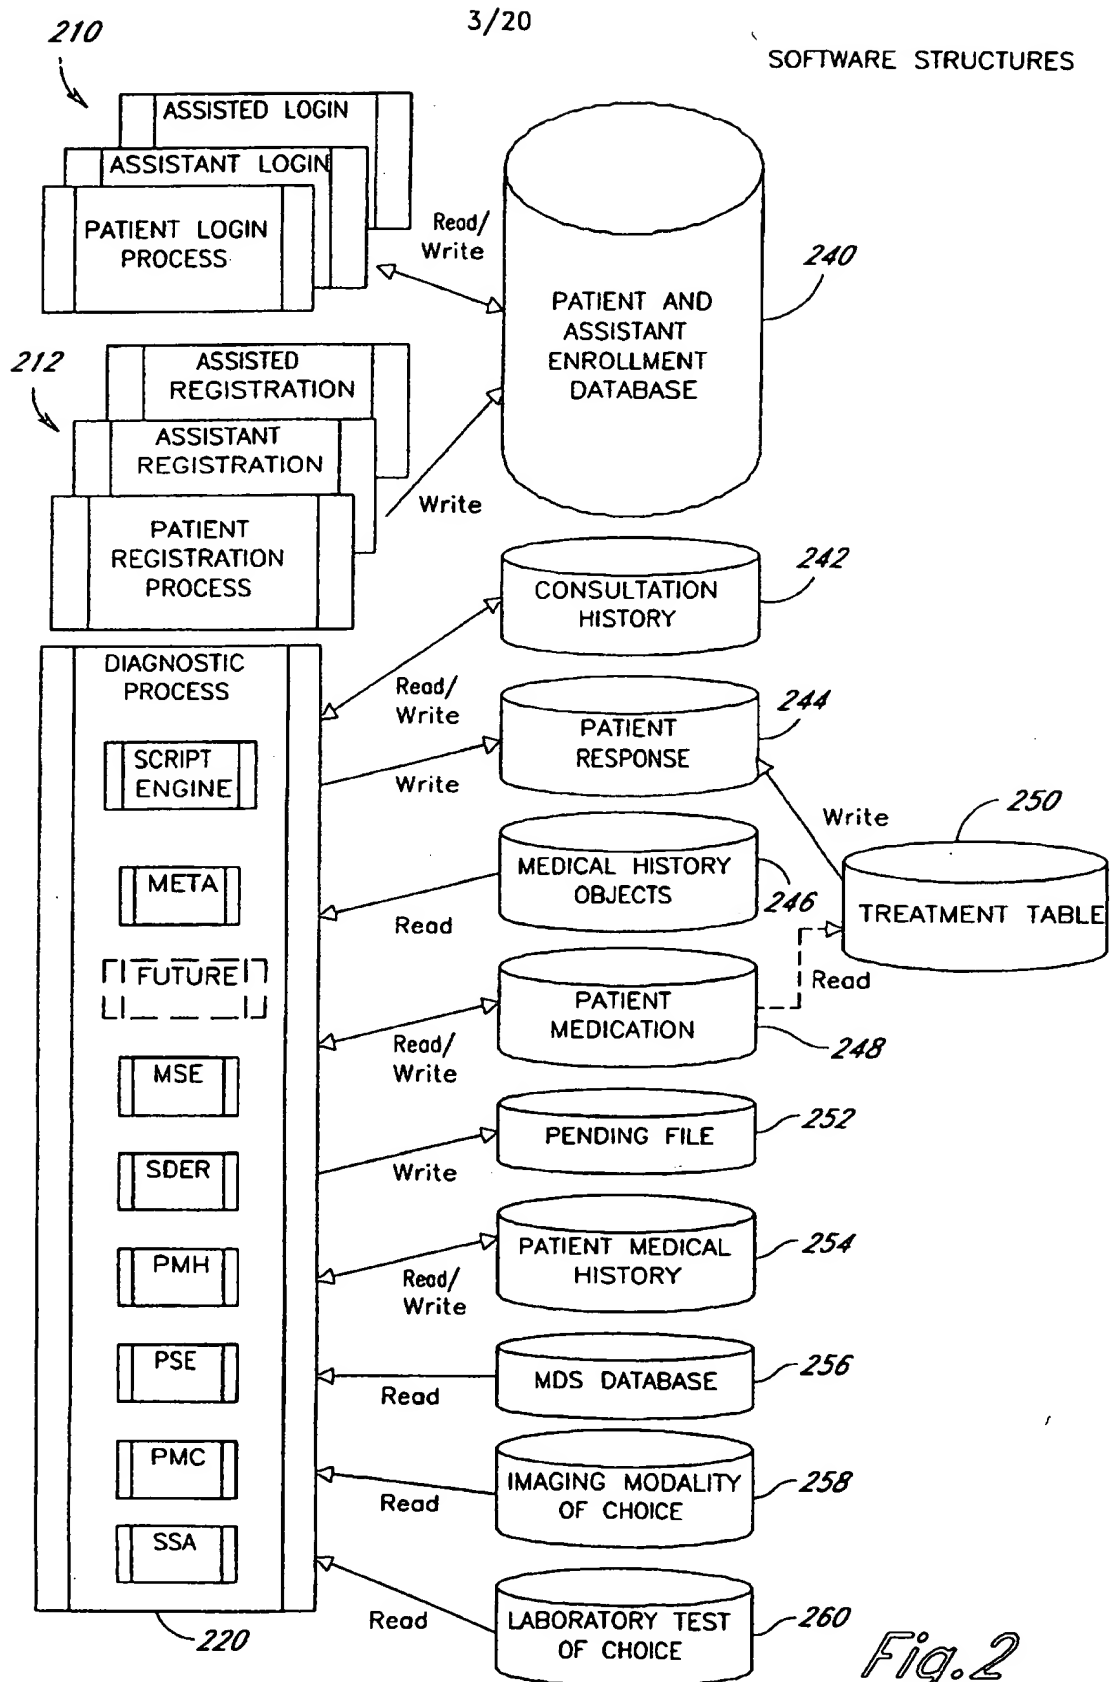 3/20
SOFTWARE STRUCTURES
210
ASSISTED LOGIN
ASSISTANT LOGIN
PATIENT LOGIN
PROCESS
Read/
Write
240
PATIENT AND
ASSISTANT
ENROLLMENT
DATABASE
212
ASSISTED
REGISTRATION
ASSISTANT
REGISTRATION
PATIENT
REGISTRATION
PROCESS
Write
242
CONSULTATION
HISTORY
DIAGNOSTIC
PROCESS
Read/
Write
244
PATIENT
RESPONSE
SCRIPT
ENGINE
Write
Write
250
MEDICAL HISTORY
OBJECTS
246
META
Read
TREATMENT TABLE
FUTURE
Read
PATIENT
MEDICATION
248
Read/
Write
MSE
252
PENDING FILE
SDER
Write
254
PATIENT MEDICAL
HISTORY
PMH
Read/
Write
PSE
256
MDS DATABASE
Read
PMC
IMAGING MODALITY
OF CHOICE
258
Read
SSA
260
LABORATORY TEST
OF CHOICE
Read
220
Fig.2